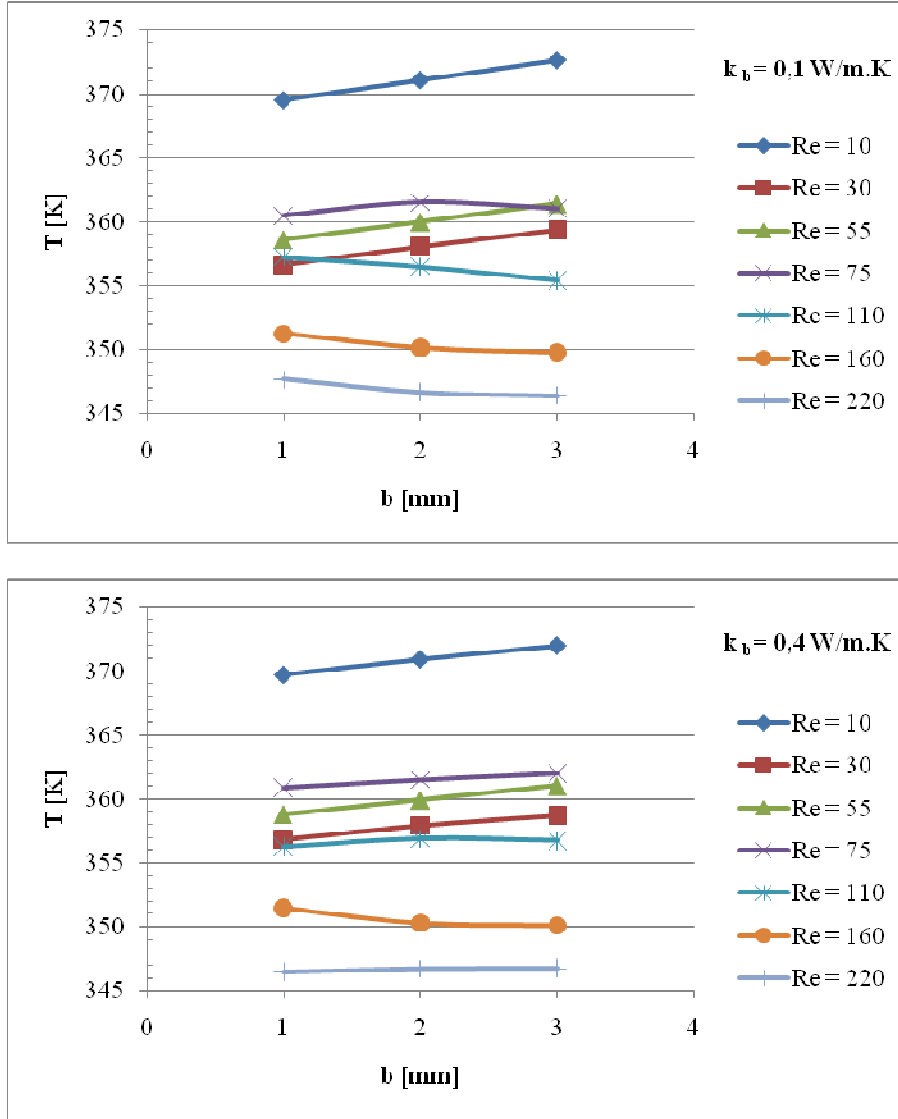 375
370
365
360
355
350
345
T [K]
0 1 2 3 4
b [mm]
k b = 0,1 W/m.K
Re = 10
Re = 30
Re = 55
Re = 75
Rc = 110
Re = 160
Re = 220
375
370
365
360
355
350
345
T [K]
0 1 2 3 4
b [mm]
k b = 0,4 W/m.K
Re = 10
Re = 30
Re = 55
Re = 75
Re = 110
Re = 160
Re = 220